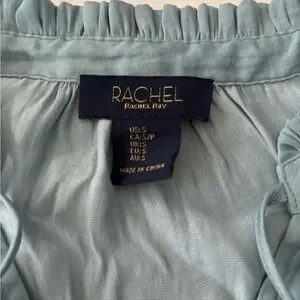 RACHEL
RACHEL ROY
US:S
CA:S/P
UK:S
EU:S
AU:S
MADE IN CHINA